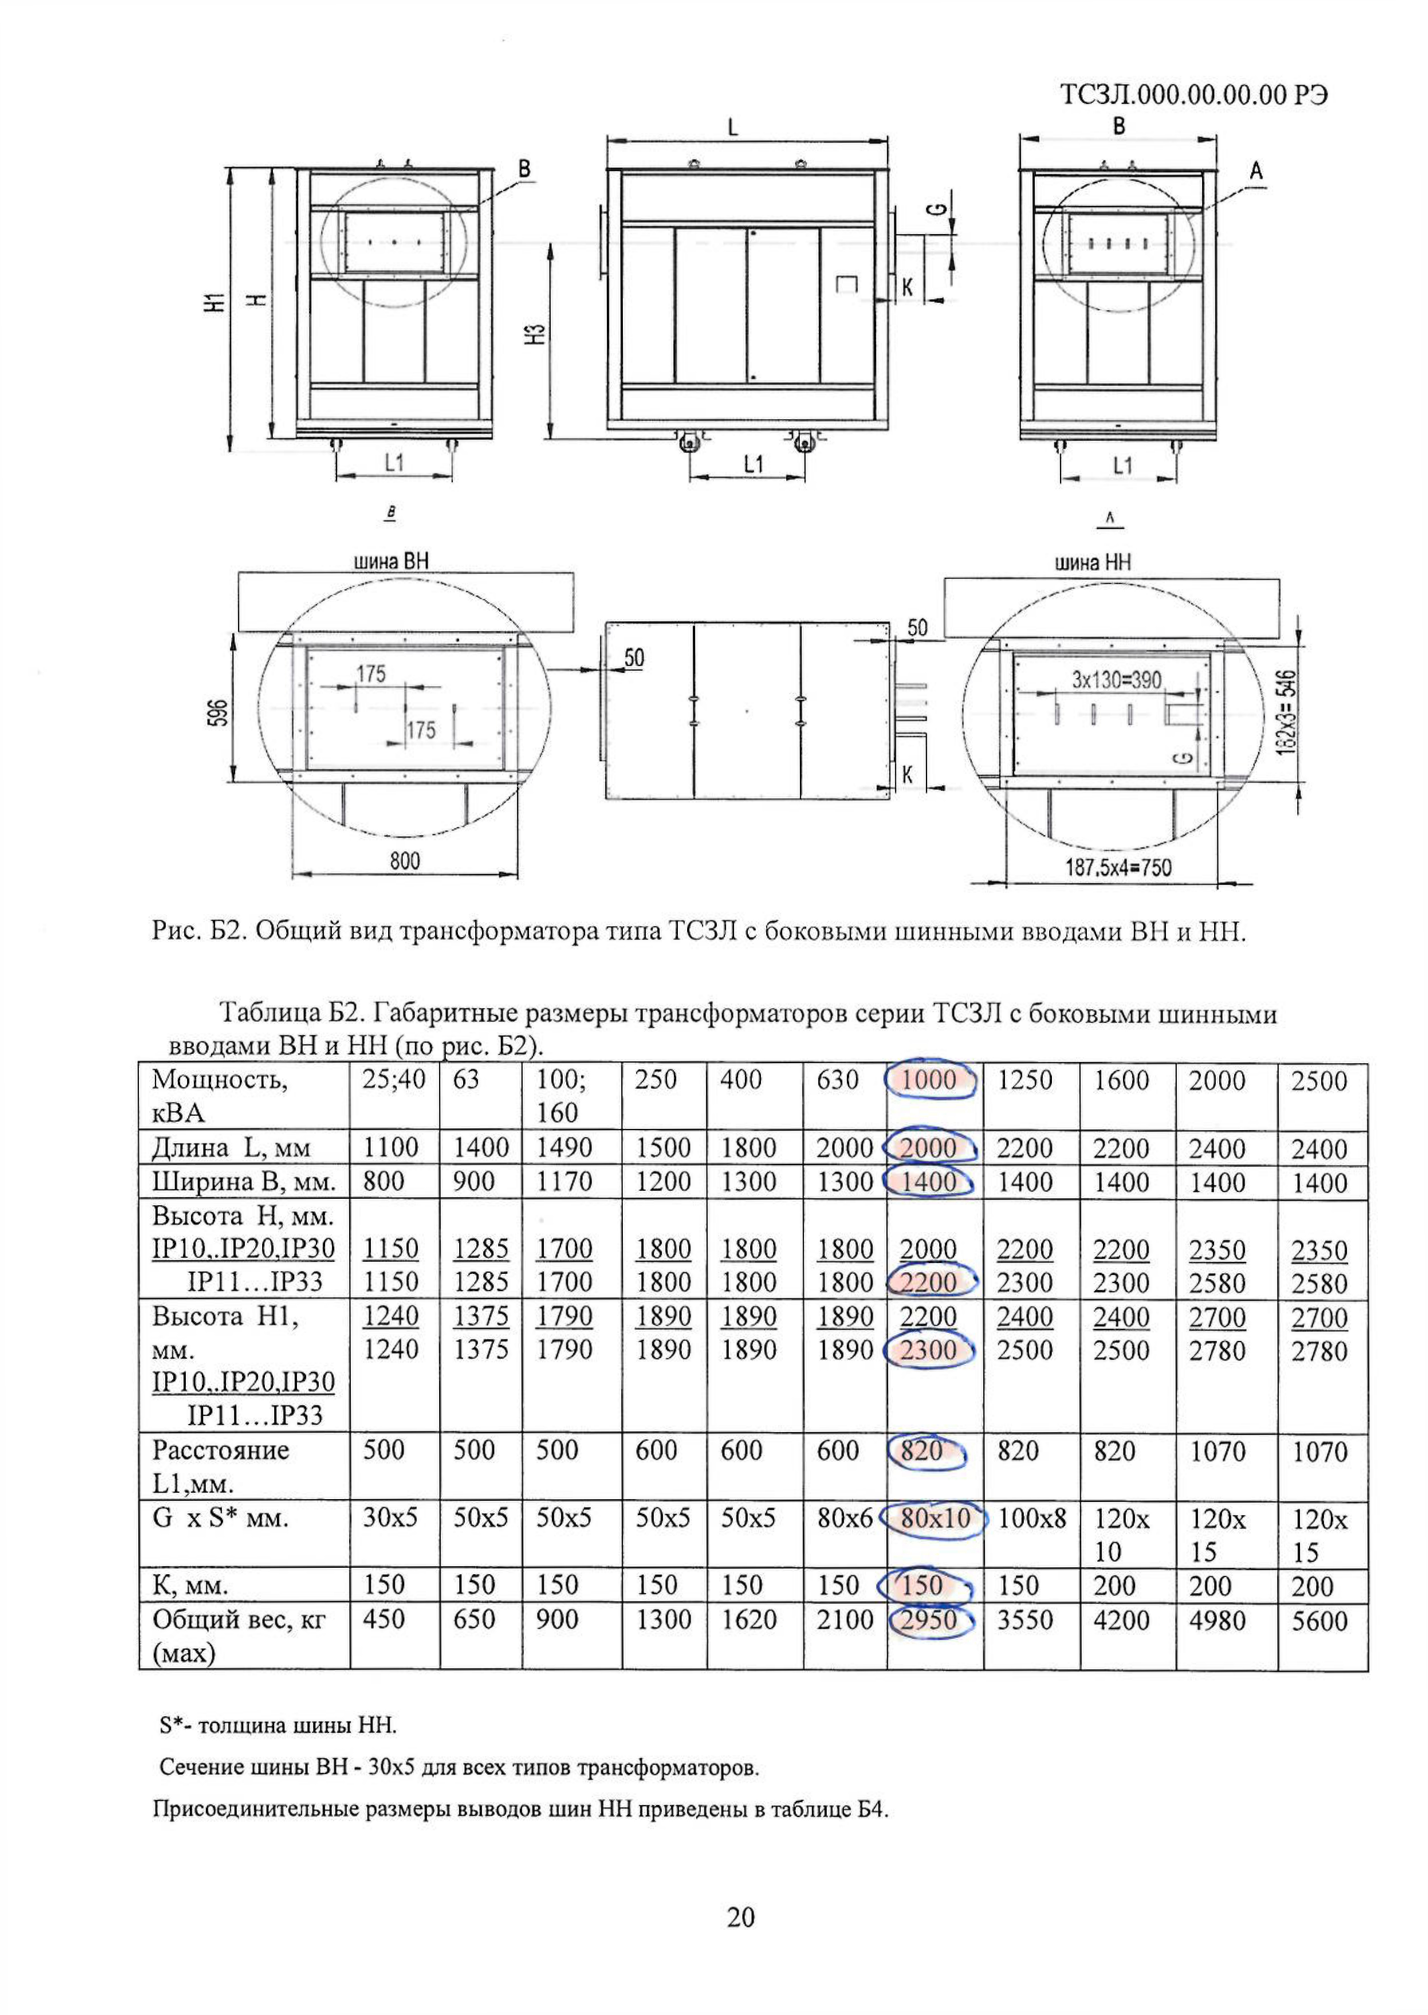 ТСЗЛ.000.00.00.00 РЭ
L
B
B
A
G
H1
H
H3
K
L1
L1
L1
В
А
шина ВН
шина НН
50
50
175
175
596
3x130=390
182x3= 546
G
K
800
187,5x4=750
Рис. Б2. Общий вид трансформатора типа ТСЗЛ с боковыми шинными вводами ВН и НН.
Таблица Б2. Габаритные размеры трансформаторов серии ТСЗЛ с боковыми шинными
вводами ВН и НН (по рис. Б2).
Мощность, 25;40 63 100; 250 400 630 1000 1250 1600 2000 2500
кВА 160
Длина L, мм 1100 1400 1490 1500 1800 2000 2000 2200 2200 2400 2400
Ширина В, мм. 800 900 1170 1200 1300 1300 1400 1400 1400 1400 1400
Высота Н, мм.
IP10,.IP20,IP30 1150 1285 1700 1800 1800 1800 2000 2200 2200 2350 2350
IP11…IP33 1150 1285 1700 1800 1800 1800 2200 2300 2300 2580 2580
Высота Н1, 1240 1375 1790 1890 1890 1890 2200 2400 2400 2700 2700
мм. 1240 1375 1790 1890 1890 1890 2300 2500 2500 2780 2780
IP10,.IP20,IP30
IP11…IP33
Расстояние 500 500 500 600 600 600 820 820 820 1070 1070
L1,мм.
G x S* мм. 30x5 50x5 50x5 50x5 50x5 80x6 80x10 100x8 120x 120x 120x
10 15 15
К, мм. 150 150 150 150 150 150 150 150 200 200 200
Общий вес, кг 450 650 900 1300 1620 2100 2950 3550 4200 4980 5600
(мах)
S*- толщина шины НН.
Сечение шины ВН - 30х5 для всех типов трансформаторов.
Присоединительные размеры выводов шин НН приведены в таблице Б4.
20